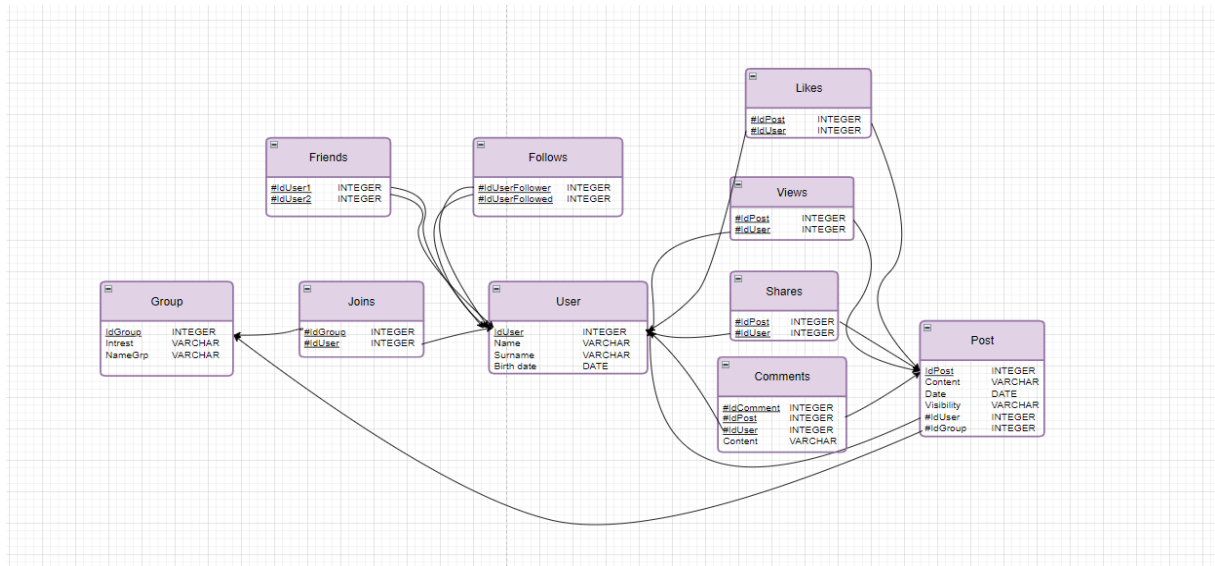 Likes
#IdPost INTEGER
#IdUser INTEGER
Friends
#IdUser1 INTEGER
#IdUser2 INTEGER
Follows
#IdUserFollower INTEGER
#IdUserFollowed INTEGER
Views
#IdPost INTEGER
#IdUser INTEGER
Group
IdGroup INTEGER
Intrest VARCHAR
NameGrp VARCHAR
Joins
#IdGroup INTEGER
#IdUser INTEGER
User
IdUser INTEGER
Name VARCHAR
Surname VARCHAR
Birth date DATE
Shares
#IdPost INTEGER
#IdUser INTEGER
Comments
#IdComment INTEGER
#IdPost INTEGER
#IdUser INTEGER
Content VARCHAR
Post
IdPost INTEGER
Content VARCHAR
Date DATE
Visibility VARCHAR
#IdUser INTEGER
#IdGroup INTEGER